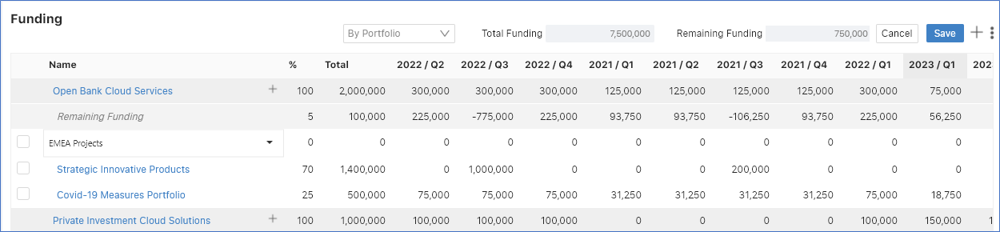 Funding
By Portfolio Total Funding 7,500,000 Remaining Funding 750,000 Cancel Save
Name % Total 2022 / Q2 2022 / Q3 2022 / Q4 2021 / Q1 2021 / Q2 2021 / Q3 2021 / Q4 2022 / Q1 2023 / Q1 202
Open Bank Cloud Services + 100 2,000,000 300,000 300,000 300,000 125,000 125,000 125,000 125,000 300,000 75,000
Remaining Funding 5 100,000 225,000 -775,000 225,000 93,750 93,750 -106,250 93,750 225,000 56,250
EMEA Projects 0 0 0 0 0 0 0 0 0 0 0
Strategic Innovative Products 70 1,400,000 0 1,000,000 0 0 0 200,000 0 0 0
Covid-19 Measures Portfolio 25 500,000 75,000 75,000 75,000 31,250 31,250 31,250 31,250 75,000 18,750
Private Investment Cloud Solutions + 100 1,000,000 100,000 100,000 100,000 0 0 0 0 100,000 150,000 1